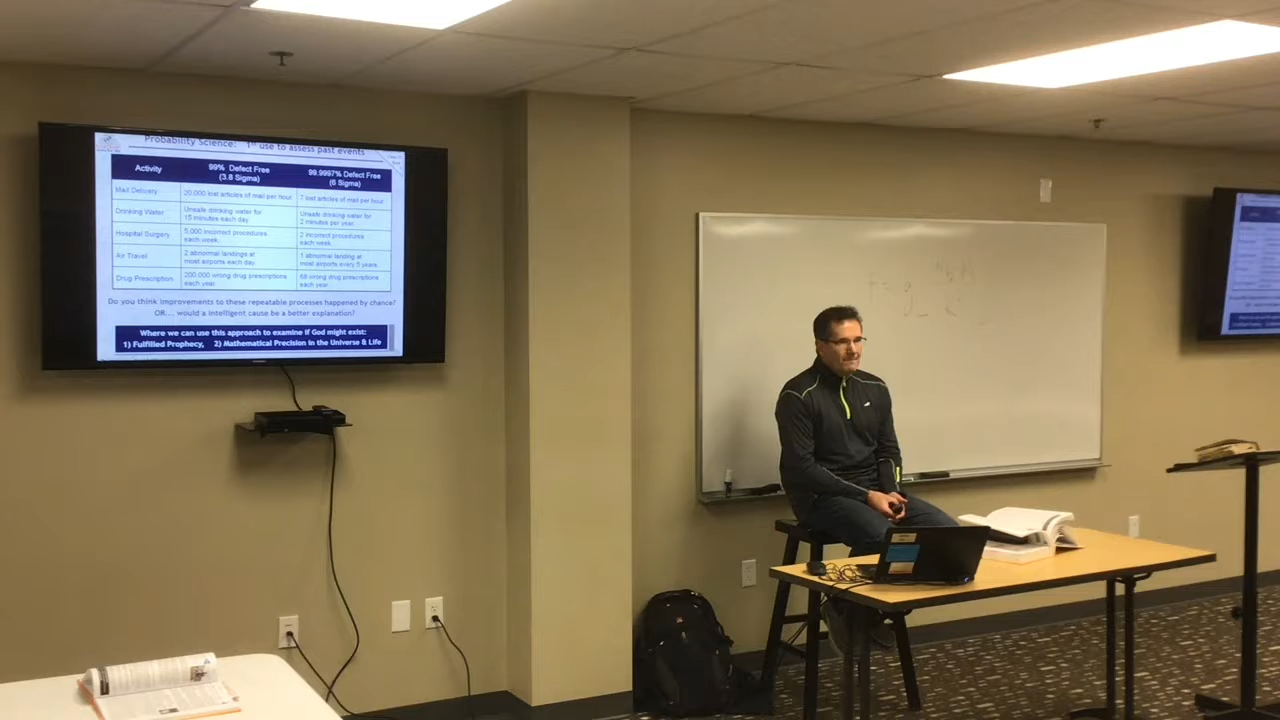 Probability Science: 1st use to assess past events
Activity
99% Defect Free
(3.8 Sigma)
99.9997% Defect Free
(6 Sigma)
Mail Delivery
20,000 lost articles of mail per hour.
7 lost articles of mail per hour.
Drinking Water
Unsafe drinking water for
15 minutes each day.
Unsafe drinking water for
2 minutes per year.
Hospital Surgery
5,000 incorrect procedures
each week.
2 incorrect procedures
each week.
Air Travel
2 abnormal landings at
most airports each day.
1 abnormal landing at
most airports every 5 years.
Drug Prescription
200,000 wrong drug prescriptions
each year.
68 wrong drug prescriptions
each year.
Do you think improvements to these repeatable processes happened by chance?
OR... would a intelligent cause be a better explanation?
Where we can use this approach to examine if God might exist:
1) Fulfilled Prophecy, 2) Mathematical Precision in the Universe & Life